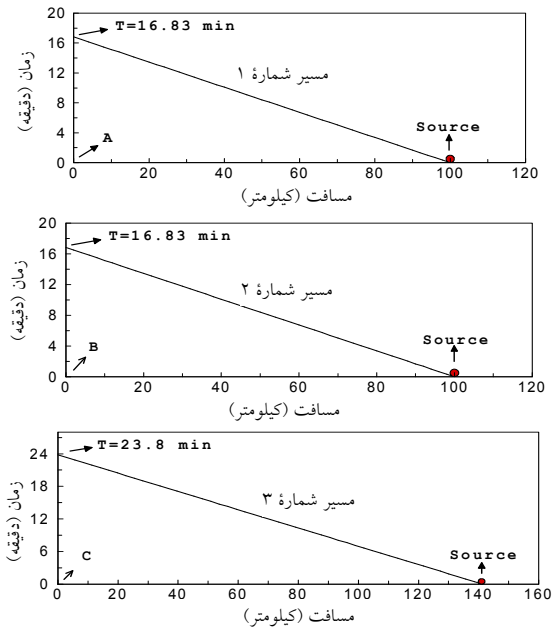 20
T=16.83 min
16
مسیر شمارهٔ ۱
12
زمان (دقیقه)
8
Source
4
A
0
0 20 40 60 80 100 120
مسافت (کیلومتر)
20
T=16.83 min
16
مسیر شمارهٔ ۲
12
زمان (دقیقه)
8
Source
4
B
0
0 20 40 60 80 100 120
مسافت (کیلومتر)
24
T=23.8 min
18
مسیر شمارهٔ ۳
زمان (دقیقه)
12
Source
6
C
0
0 20 40 60 80 100 120 140 160
مسافت (کیلومتر)